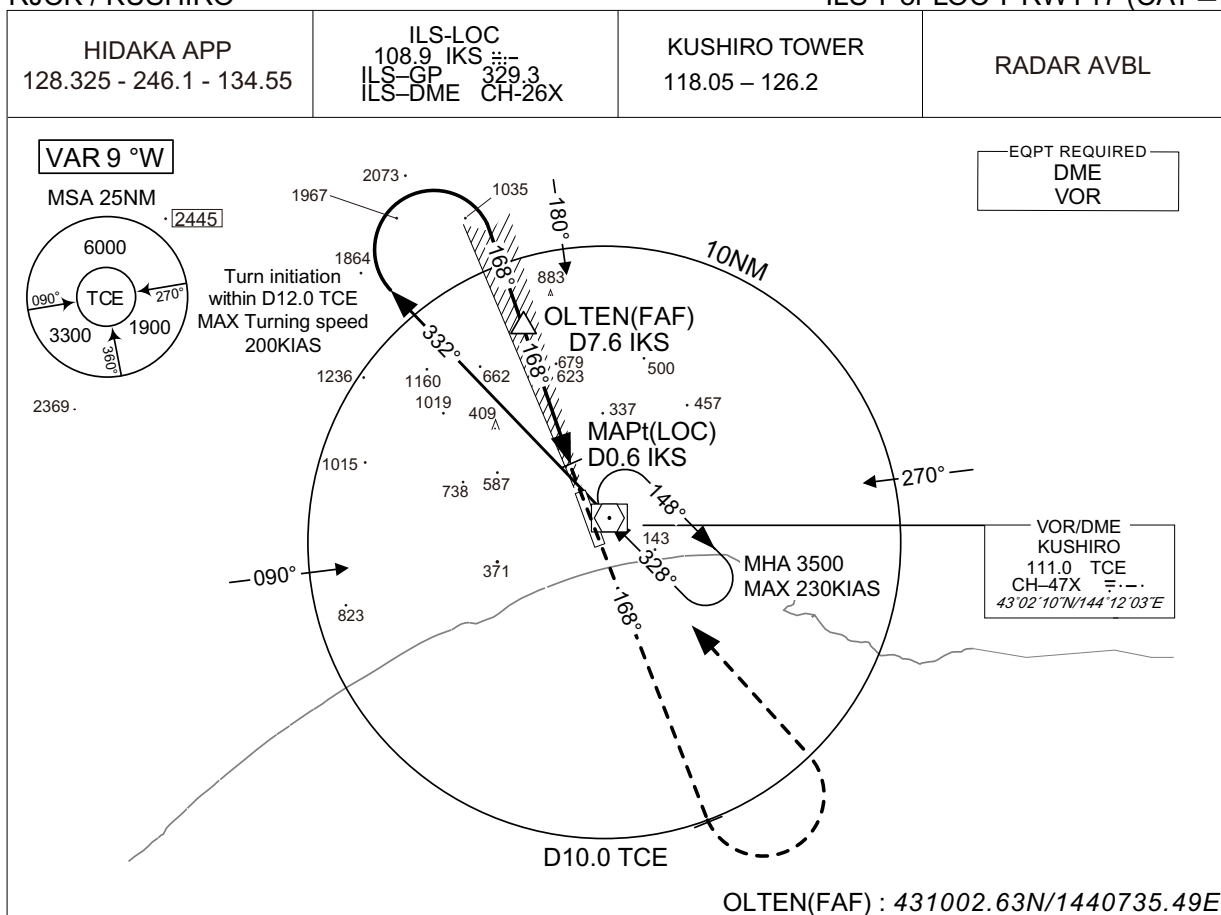 HIDAKA APP
128.325 - 246.1 - 134.55
ILS-LOC
108.9 IKS
ILS–GP 329.3
ILS–DME CH-26X
KUSHIRO TOWER
118.05 – 126.2
RADAR AVBL
VAR 9 °W
MSA 25NM
2445
6000
TCE
090°
270°
3300
1900
360°
EQPT REQUIRED
DME
VOR
2073
1967
1035
180°
10NM
1864
168°
883
Turn initiation
within D12.0 TCE
MAX Turning speed
200KIAS
OLTEN(FAF)
D7.6 IKS
332°
168°
679
623
500
1236
1160
662
1019
409
337
457
2369
MAPt(LOC)
D0.6 IKS
1015
738
587
148°
270°
143
328°
MHA 3500
MAX 230KIAS
VOR/DME
KUSHIRO
111.0 TCE
CH–47X
43°02´10˝N/144°12´03˝E
090°
371
823
168°
D10.0 TCE
OLTEN(FAF) : 431002.63N/1440735.49E